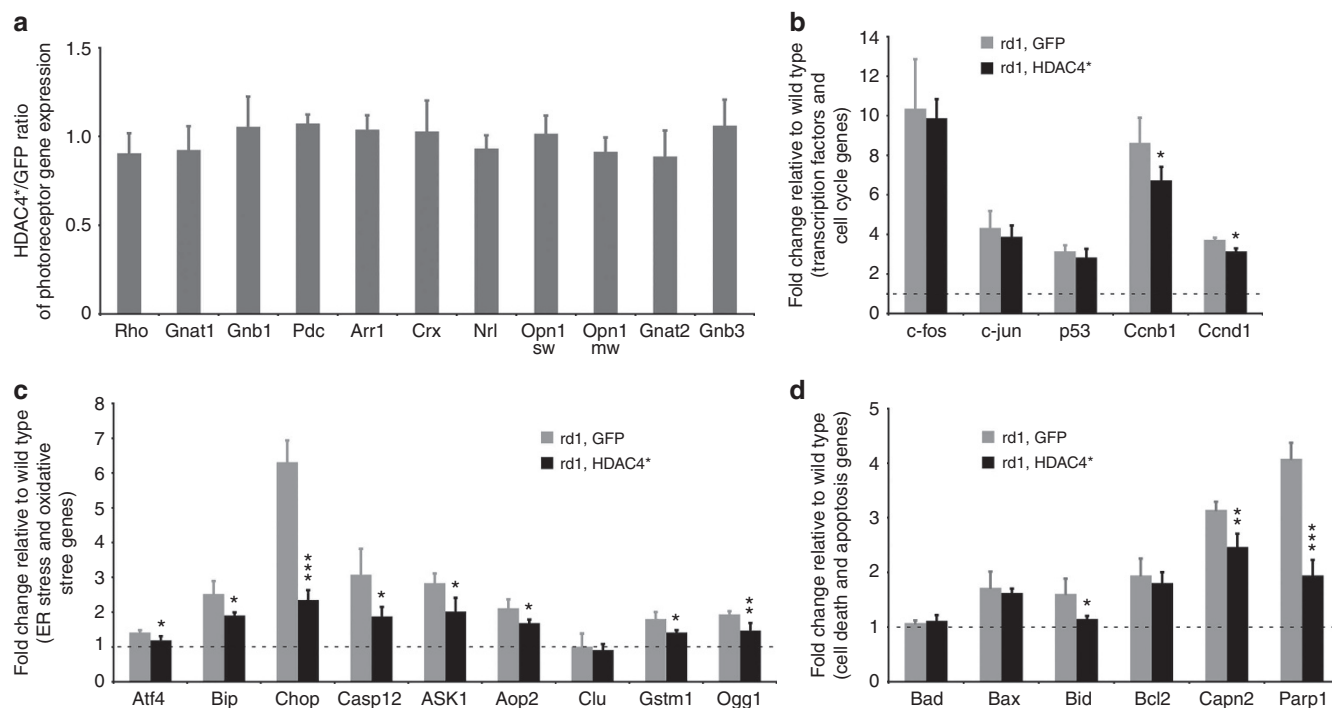 a
HDAC4*/GFP ratio
of photoreceptor gene expression
1.5
1.0
0.5
0
Rho Gnat1 Gnb1 Pdc Arr1 Crx Nrl Opn1 sw Opn1 mw Gnat2 Gnb3
b
Fold change relative to wild type
(transcription factors and
cell cycle genes)
14
12
10
8
6
4
2
0
rd1, GFP
rd1, HDAC4*
*
*
c-fos c-jun p53 Ccnb1 Ccnd1
c
Fold change relative to wild type
(ER stress and oxidative
stree genes)
8
7
6
5
4
3
2
1
0
rd1, GFP
rd1, HDAC4*
* * *** * * * * **
Atf4 Bip Chop Casp12 ASK1 Aop2 Clu Gstm1 Ogg1
d
Fold change relative to wild type
(cell death and apoptosis genes)
5
4
3
2
1
0
rd1, GFP
rd1, HDAC4*
* ** ***
Bad Bax Bid Bcl2 Capn2 Parp1